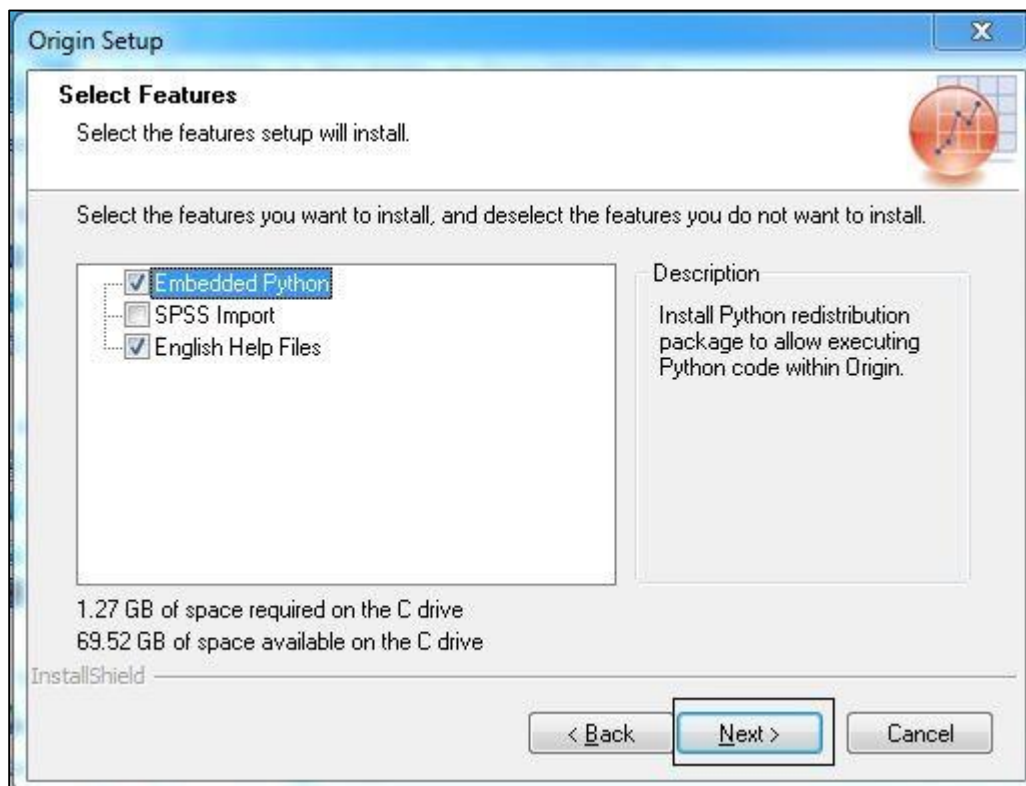 Origin Setup
Select Features
Select the features setup will install.
Select the features you want to install, and deselect the features you do not want to install.
Embedded Python
SPSS Import
English Help Files
Description
Install Python redistribution
package to allow executing
Python code within Origin.
1.27 GB of space required on the C drive
69.52 GB of space available on the C drive
InstallShield
< Back
Next >
Cancel